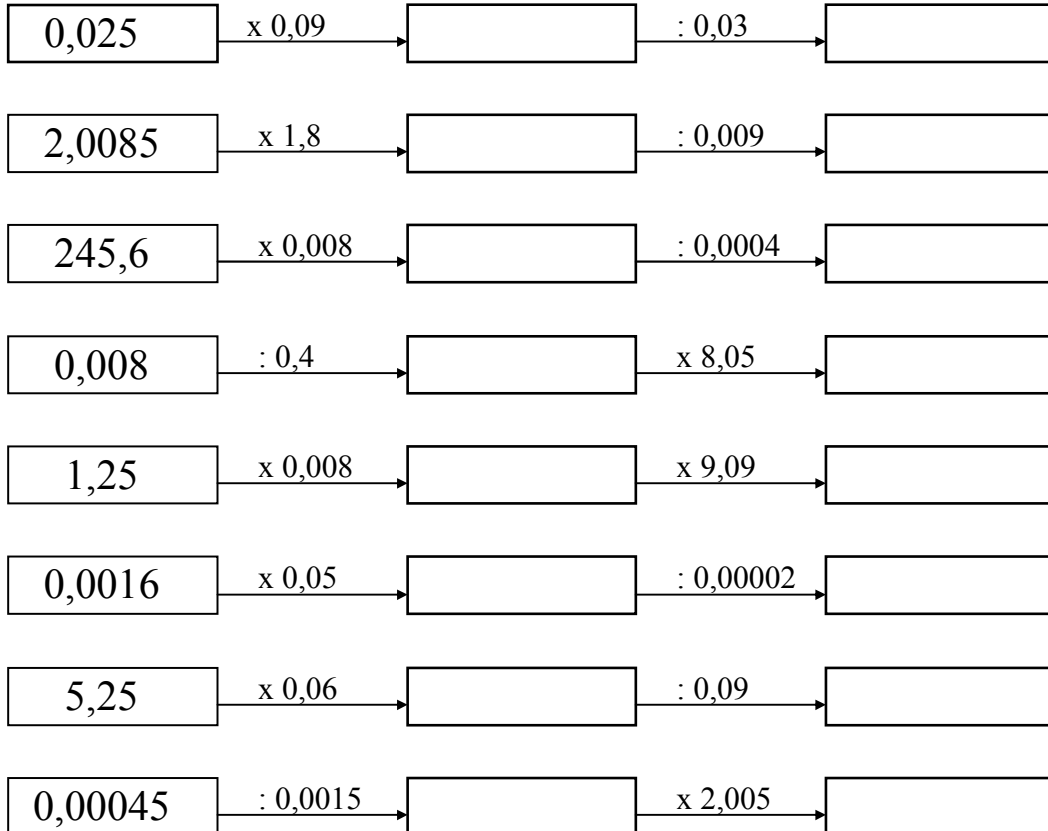 0,025 x 0,09 : 0,03
2,0085 x 1,8 : 0,009
245,6 x 0,008 : 0,0004
0,008 : 0,4 x 8,05
1,25 x 0,008 x 9,09
0,0016 x 0,05 : 0,00002
5,25 x 0,06 : 0,09
0,00045 : 0,0015 x 2,005